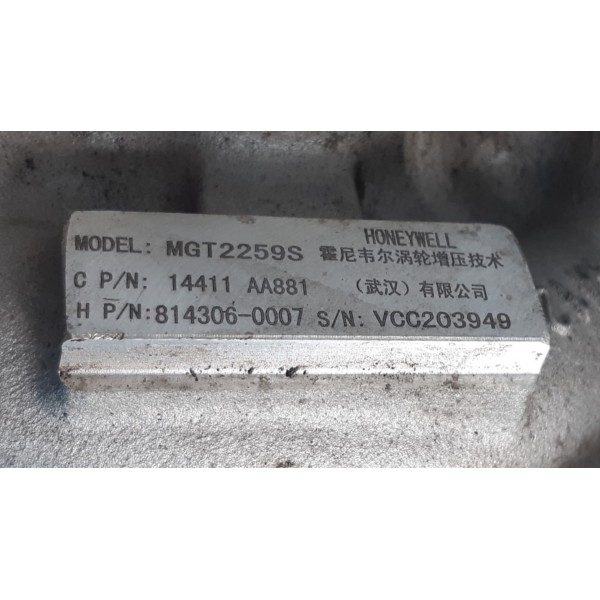 HONEYWELL
MODEL: MGT2259S 霍尼韦尔涡轮增压技术
C P/N: 14411 AA881 （武汉）有限公司
H P/N:814306-0007 S/N: VCC203949